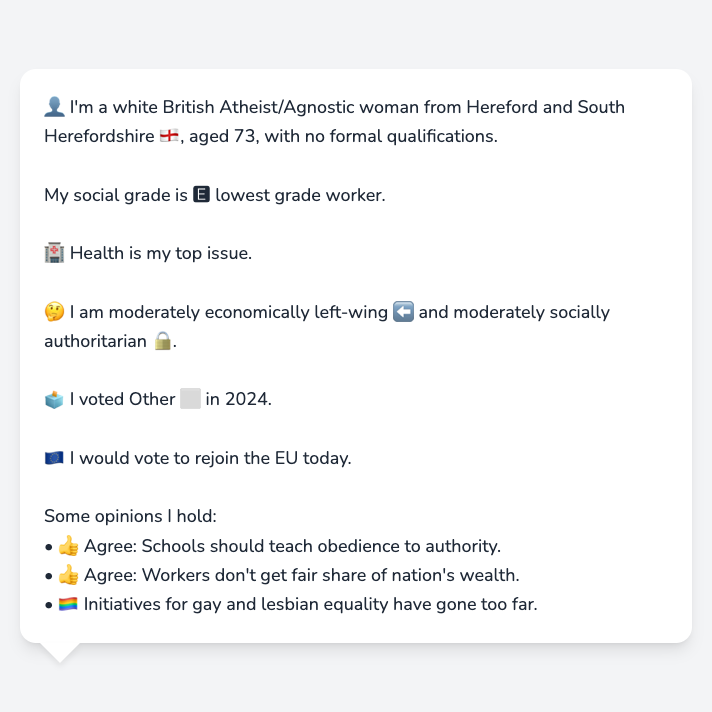 👤 I'm a white British Atheist/Agnostic woman from Hereford and South
Herefordshire 🏴󠁧󠁢󠁥󠁮󠁧󠁿, aged 73, with no formal qualifications.
My social grade is 🅴 lowest grade worker.
🏥 Health is my top issue.
🤔 I am moderately economically left-wing ⬅️ and moderately socially
authoritarian 🔒.
🗳️ I voted Other ⬜ in 2024.
🇪🇺 I would vote to rejoin the EU today.
Some opinions I hold:
• 👍 Agree: Schools should teach obedience to authority.
• 👍 Agree: Workers don't get fair share of nation's wealth.
• 🏳️‍🌈 Initiatives for gay and lesbian equality have gone too far.